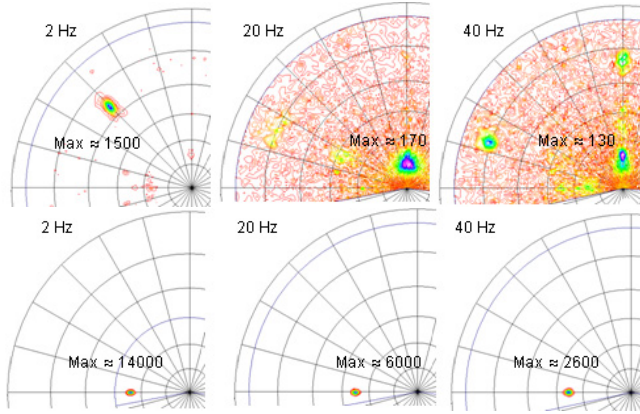 2 Hz
20 Hz
40 Hz
Max ≈ 1500
Max ≈ 170
Max ≈ 130
2 Hz
20 Hz
40 Hz
Max ≈ 14000
Max ≈ 6000
Max ≈ 2600